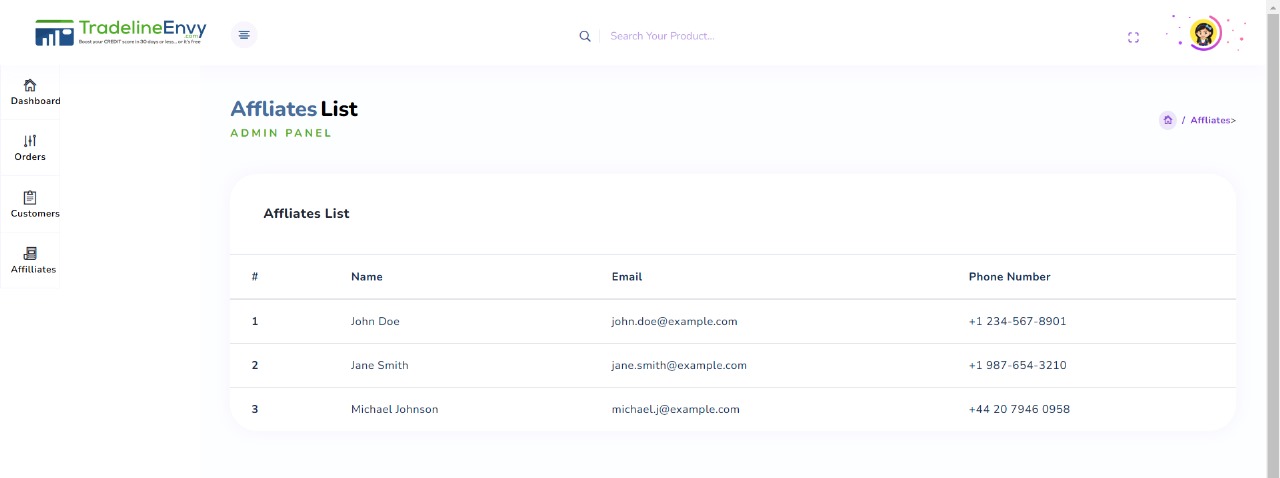 TradelineEnvy
.com
Boost your CREDIT score in 30 days or less... or it's free
Search Your Product...
Dashboard
Orders
Customers
Affilliates
Affliates List
ADMIN PANEL
/ Affliates>
Affliates List
# Name Email Phone Number
1 John Doe john.doe@example.com +1 234-567-8901
2 Jane Smith jane.smith@example.com +1 987-654-3210
3 Michael Johnson michael.j@example.com +44 20 7946 0958